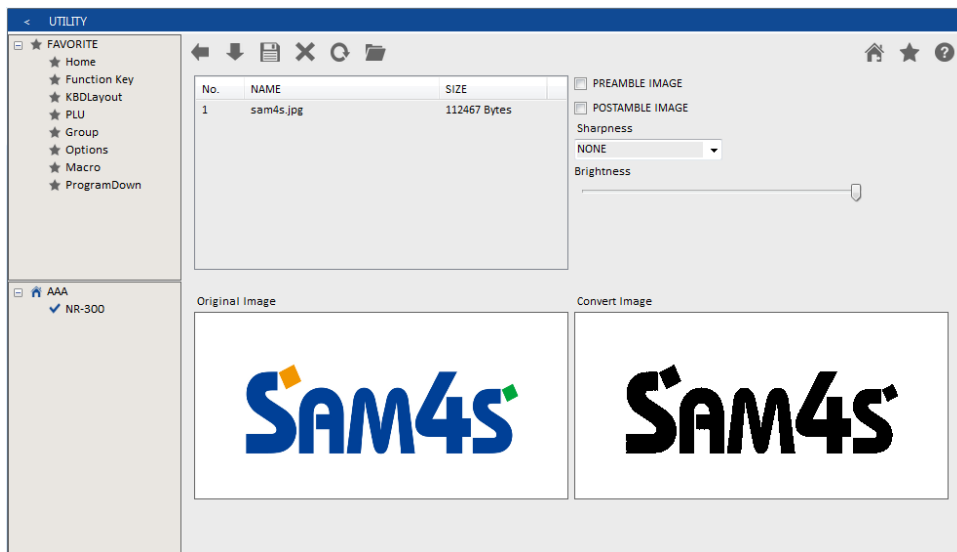 < UTILITY
FAVORITE
Home
Function Key
KBDLayout
PLU
Group
Options
Macro
ProgramDown
AAA
NR-300
No. NAME SIZE
1 sam4s.jpg 112467 Bytes
PREAMBLE IMAGE
POSTAMBLE IMAGE
Sharpness
NONE
Brightness
Original Image
SAM4S
Convert Image
SAM4S